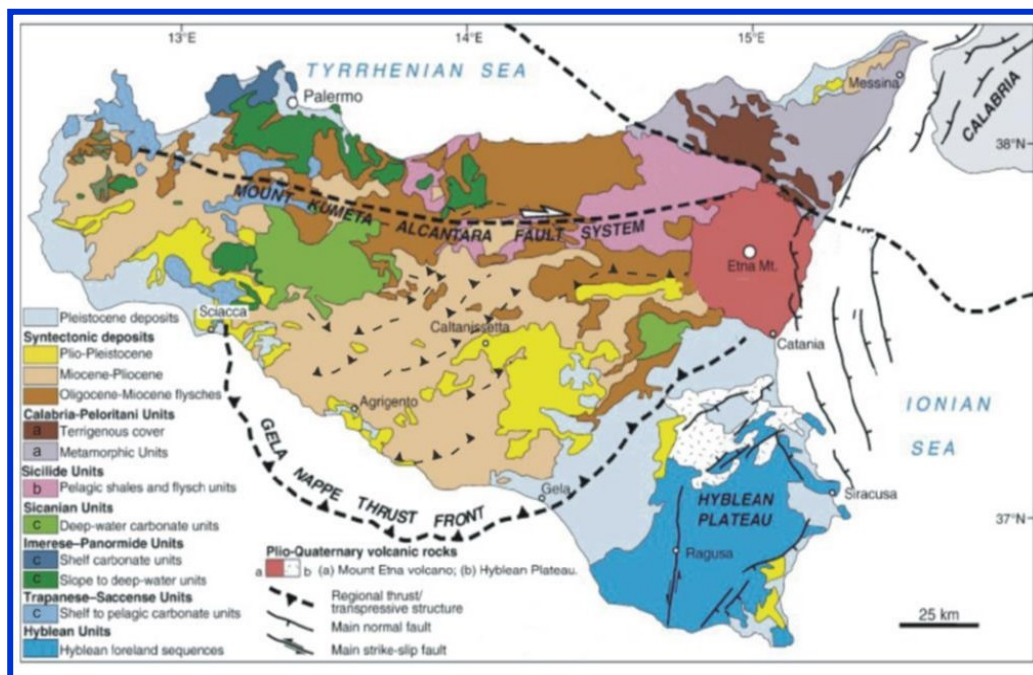 13°E
14°E
15°E
TYRRHENIAN SEA
Messina
Palermo
CALABRIA
38°N
MOUNT KUMETA ALCANTARA FAULT SYSTEM
Etna Mt.
Sciacca
Caltanissetta
Catania
Agrigento
IONIAN
SEA
GELA NAPPE THRUST FRONT
Gela
Siracusa
HYBLEAN
PLATEAU
37°N
Ragusa
25 km
Pleistocene deposits
Syntectonic deposits
Plio-Pleistocene
Miocene-Pliocene
Oligocene-Miocene flysches
Calabria-Peloritani Units
a Terrigenous cover
a Metamorphic Units
Sicilide Units
b Pelagic shales and flysch units
Sicanian Units
c Deep-water carbonate units
Imerese-Panormide Units
c Shelf carbonate units
c Slope to deep-water units
Trapanese-Saccense Units
c Shelf to pelagic carbonate units
Hyblean Units
Hyblean foreland sequences
Plio-Quaternary volcanic rocks
a b (a) Mount Etna volcano; (b) Hyblean Plateau.
Regional thrust/
transpressive structure
Main normal fault
Main strike-slip fault